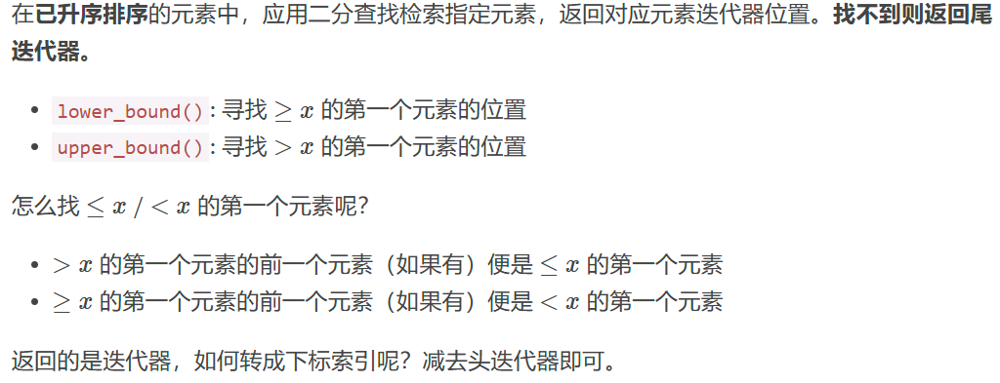 在已升序排序的元素中，应用二分查找检索指定元素，返回对应元素迭代器位置。找不到则返回尾
迭代器。
• lower_bound()：寻找 ≥ x 的第一个元素的位置
• upper_bound()：寻找 > x 的第一个元素的位置
怎么找 ≤ x / < x 的第一个元素呢？
• > x 的第一个元素的前一个元素（如果有）便是 ≤ x 的第一个元素
• ≥ x 的第一个元素的前一个元素（如果有）便是 < x 的第一个元素
返回的是迭代器，如何转成下标索引呢？减去头迭代器即可。